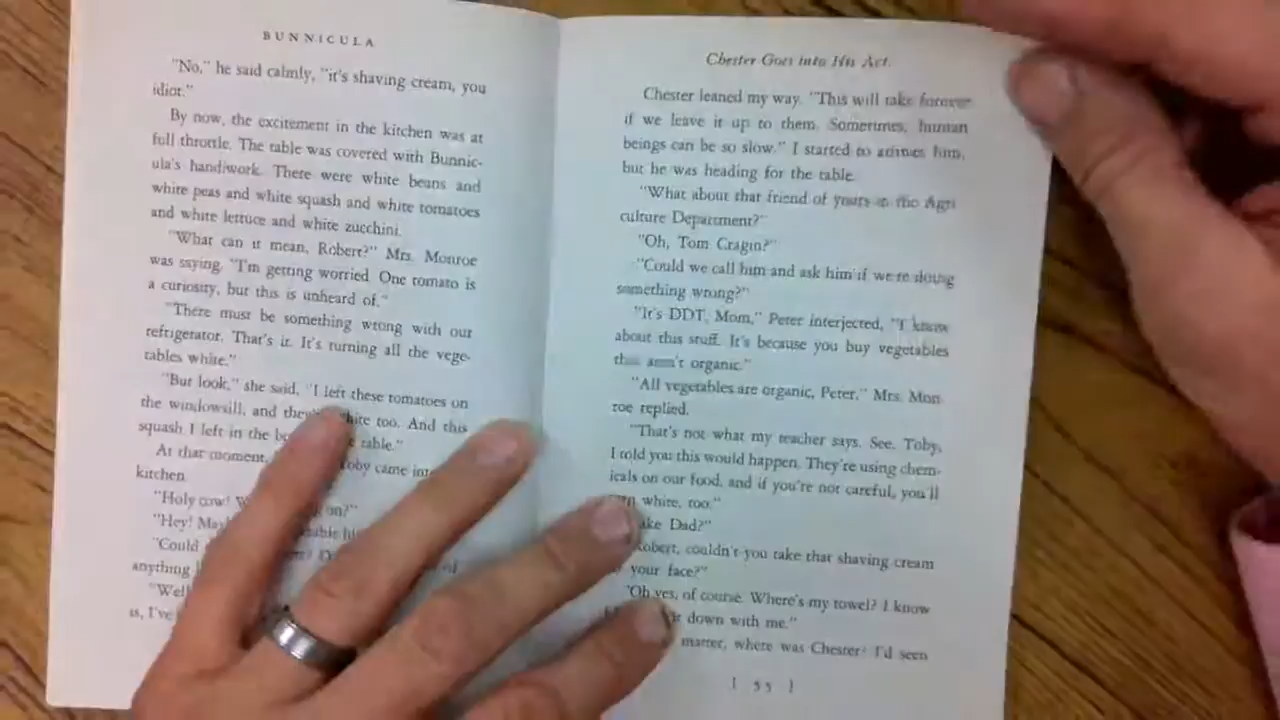 BUNNICULA
"No," he said calmly, "it's shaving cream, you
idiot."
By now, the excitement in the kitchen was at
full throttle. The table was covered with Bunnic-
ula's handiwork. There were white beans and
white peas and white squash and white tomatoes
and white lettuce and white zucchini.
"What can it mean, Robert?" Mrs. Monroe
was saying. "I'm getting worried. One tomato is
a curiosity, but this is unheard of."
"There must be something wrong with our
refrigerator. That's it. It's turning all the vege-
tables white."
"But look," she said, "I left these tomatoes on
the windowsill, and white too. And this
squash I left in the table."
At that moment, Toby came
kitchen.
"Holy cow! on?"
"Hey!
"Could
anything
"Well
is, I've
Chester Goes into His Act
Chester leaned my way. "This will take forever
if we leave it up to them. Sometimes, human
beings can be so slow." I started to him,
but he was heading for the table.
"What about that friend of yours in the Agri
culture Department?"
"Oh, Tom Cragin?"
"Could we call him and ask him if we're doing
something wrong?"
"It's DDT, Mom," Peter interjected, "I know
about this stuff. It's because you buy vegetables
that aren't organic."
"All vegetables are organic, Peter," Mrs. Mon
roe replied.
"That's not what my teacher says. See, Toby,
I told you this would happen. They're using chem-
icals on our food, and if you're not careful, you'll
white, too."
Dad?"
couldn't you take that shaving cream
your face?"
"Oh yes, of course. Where's my towel? I know
down with me."
matter, where was Chester? I'd seen
[ 55 ]